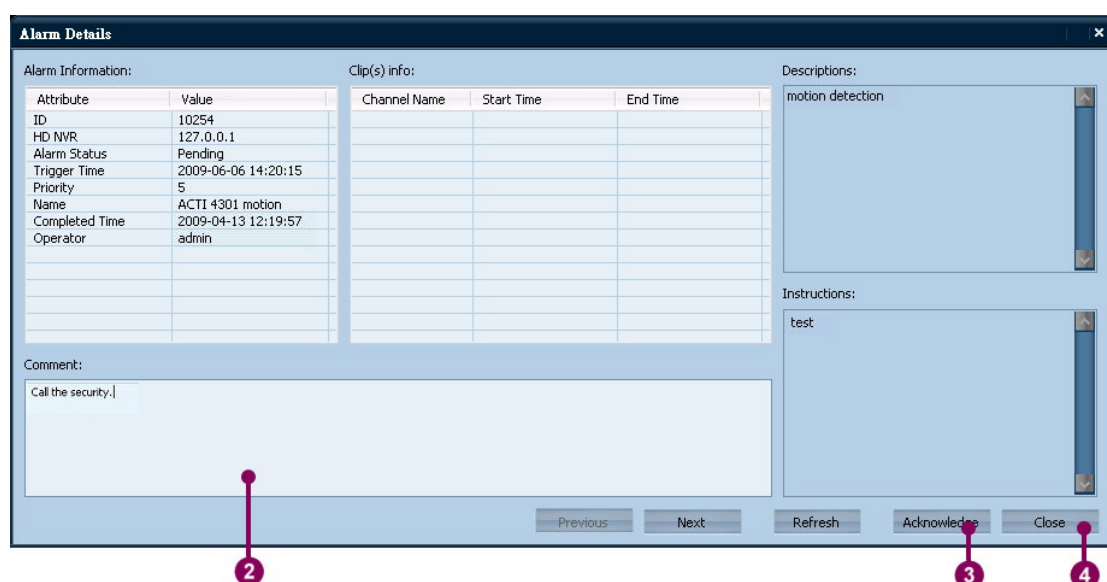 Alarm Details
Alarm Information:
Attribute Value
ID 10254
HD NVR 127.0.0.1
Alarm Status Pending
Trigger Time 2009-06-06 14:20:15
Priority 5
Name ACTI 4301 motion
Completed Time 2009-04-13 12:19:57
Operator admin
Clip(s) info:
Channel Name Start Time End Time
Descriptions:
motion detection
Instructions:
test
Comment:
Call the security.
Previous Next Refresh Acknowledge Close
2 3 4